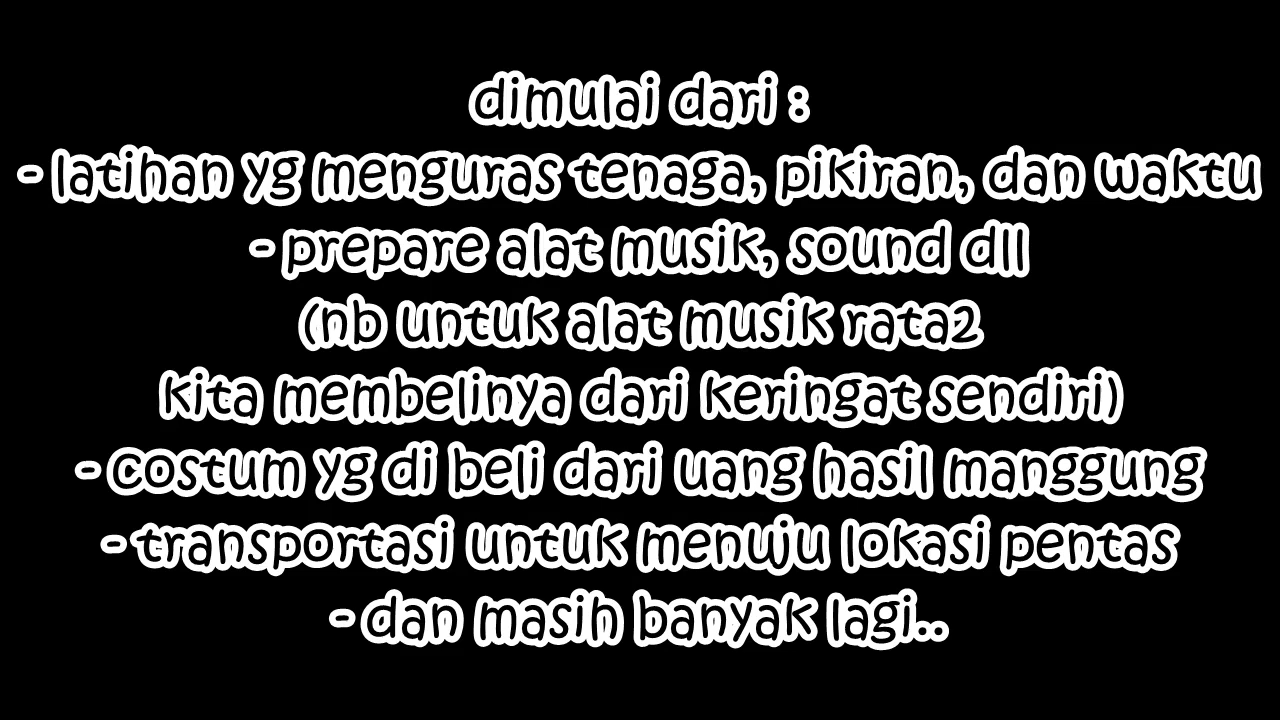 dimulai dari :
- latihan yg menguras tenaga, pikiran, dan waktu
- prepare alat musik, sound dll
(nb untuk alat musik rata2
kita membelinya dari keringat sendiri)
- costum yg di beli dari uang hasil manggung
- transportasi untuk menuju lokasi pentas
- dan masih banyak lagi..